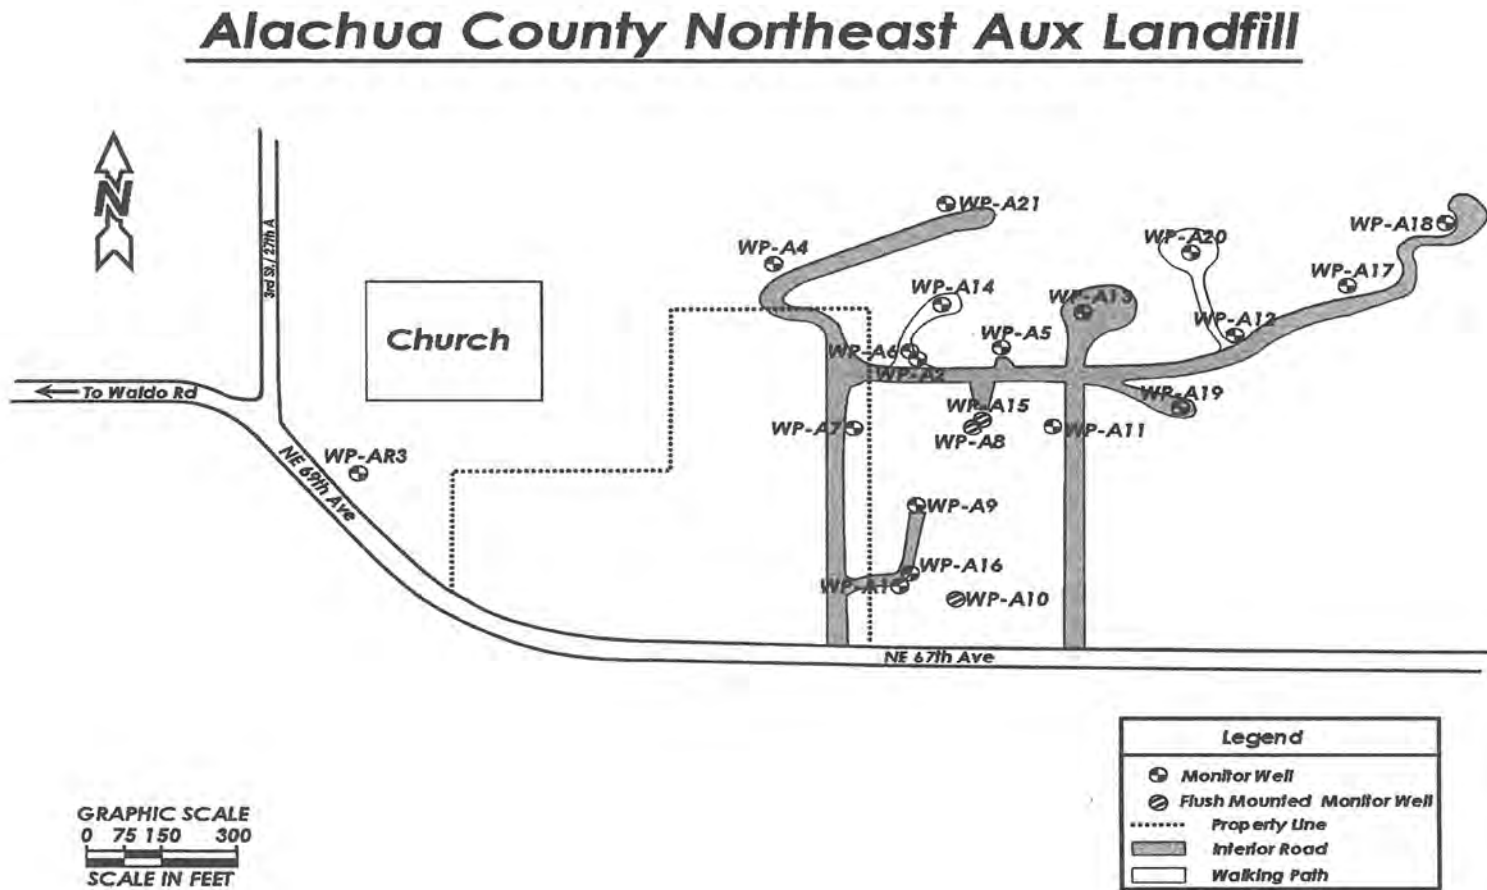 Alachua County Northeast Aux Landfill
N
3rd St./ 27th A
Church
To Waldo Rd
NE 69th Ave
WP-AR3
WP-A21
WP-A4
WP-A14
WP-A6
WP-A2
WP-A5
WP-A13
WP-A20
WP-A12
WP-A17
WP-A18
WP-A19
WP-A15
WP-A8
WP-A7
WP-A11
WP-A9
WP-A16
WP-A1
WP-A10
NE 67th Ave
GRAPHIC SCALE
0 75 150 300
SCALE IN FEET
Legend
Monitor Well
Flush Mounted Monitor Well
Property Line
Interior Road
Walking Path